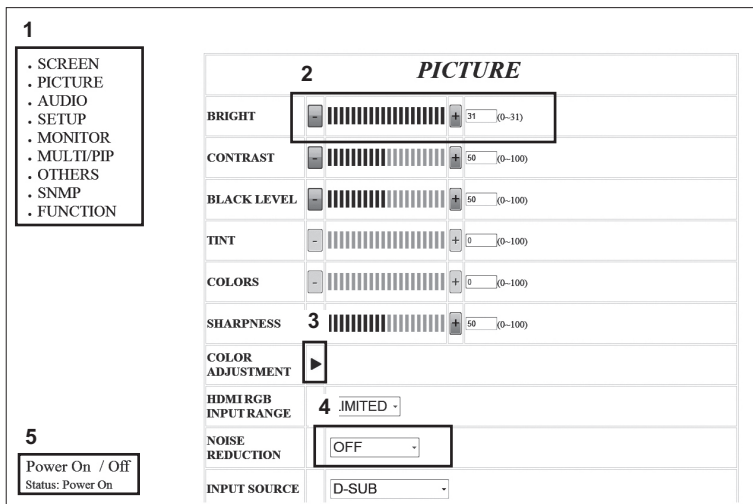 1
. SCREEN
. PICTURE
. AUDIO
. SETUP
. MONITOR
. MULTI/PIP
. OTHERS
. SNMP
. FUNCTION
2
PICTURE
BRIGHT - + 31 (0~31)
CONTRAST - + 50 (0~100)
BLACK LEVEL - + 50 (0~100)
TINT - + 0 (0~100)
COLORS - + 0 (0~100)
SHARPNESS 3 + 50 (0~100)
COLOR
ADJUSTMENT
HDMI RGB
INPUT RANGE 4 IMITED
NOISE
REDUCTION OFF
INPUT SOURCE D-SUB
5
Power On / Off
Status: Power On